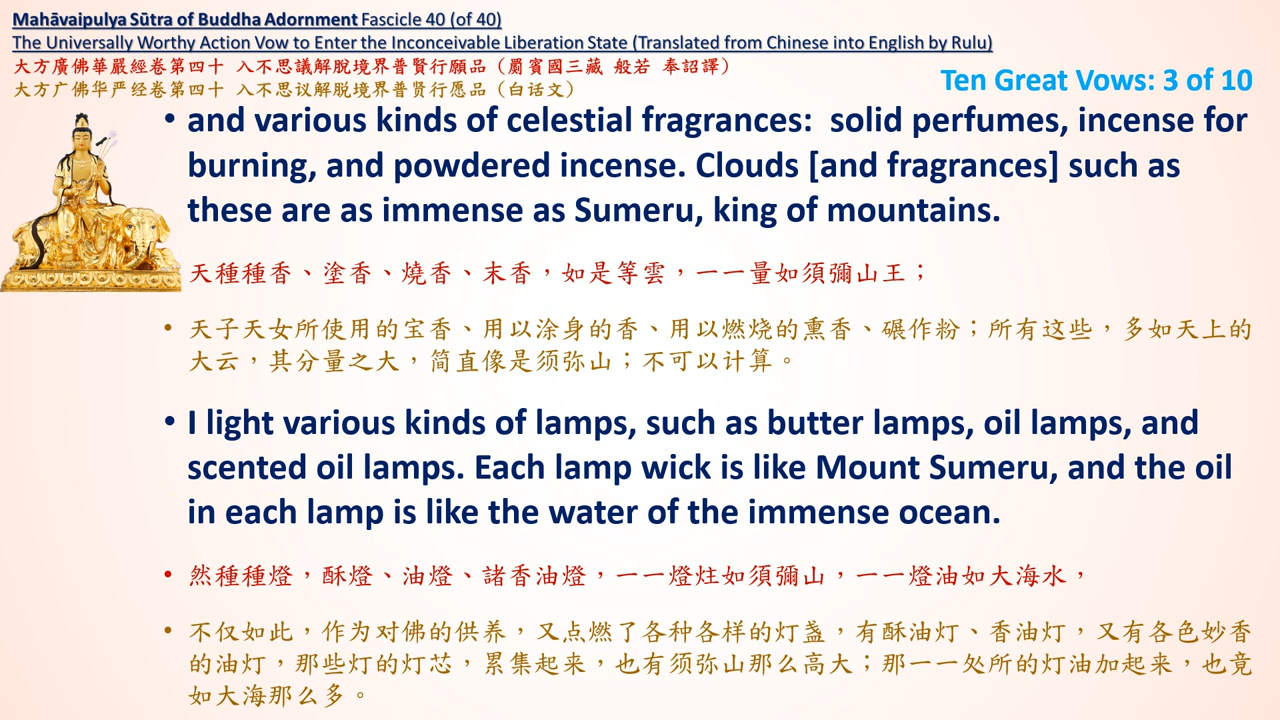 Mahāvaipulya Sūtra of Buddha Adornment Fascicle 40 (of 40)
The Universally Worthy Action Vow to Enter the Inconceivable Liberation State (Translated from Chinese into English by Rulu)
大方廣佛華嚴經卷第四十 入不思議解脫境界普賢行願品（罽賓國三藏 般若 奉詔譯）
大方广佛华严经卷第四十 入不思议解脱境界普贤行愿品（白话文）
Ten Great Vows: 3 of 10
• and various kinds of celestial fragrances: solid perfumes, incense for
burning, and powdered incense. Clouds [and fragrances] such as
these are as immense as Sumeru, king of mountains.
天種種香、塗香、燒香、末香，如是等雲，一一量如須彌山王；
• 天子天女所使用的宝香、用以涂身的香、用以燃烧的熏香、碾作粉；所有这些，多如天上的
大云，其分量之大，简直像是须弥山；不可以计算。
• I light various kinds of lamps, such as butter lamps, oil lamps, and
scented oil lamps. Each lamp wick is like Mount Sumeru, and the oil
in each lamp is like the water of the immense ocean.
• 然種種燈，酥燈、油燈、諸香油燈，一一燈炷如須彌山，一一燈油如大海水，
• 不仅如此，作为对佛的供养，又点燃了各种各样的灯盏，有酥油灯、香油灯，又有各色妙香
的油灯，那些灯的灯芯，累集起来，也有须弥山那么高大；那一一处所的灯油加起来，也竟
如大海那么多。